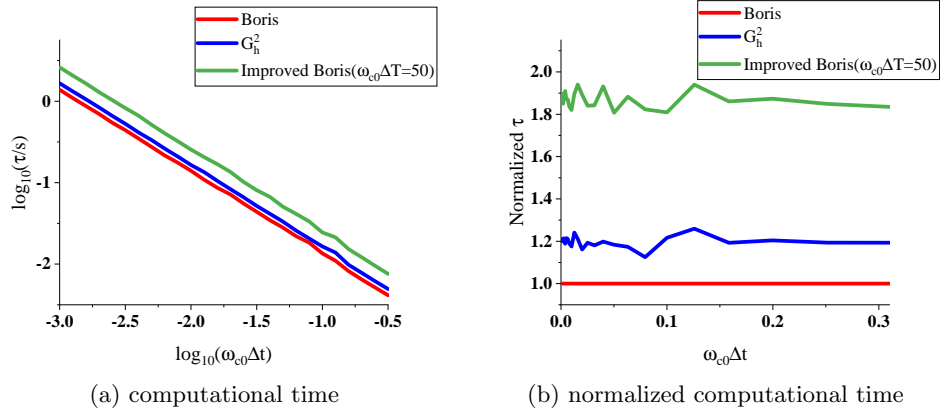 Boris
G_h^2
Improved Boris(ω_c0ΔT=50)
0
-1
-2
log_10(τ/s)
-3.0 -2.5 -2.0 -1.5 -1.0 -0.5
log_10(ω_c0Δt)
(a) computational time
Boris
G_h^2
Improved Boris(ω_c0ΔT=50)
2.0
1.8
1.6
1.4
1.2
1.0
Normalized τ
0.0 0.1 0.2 0.3
ω_c0Δt
(b) normalized computational time